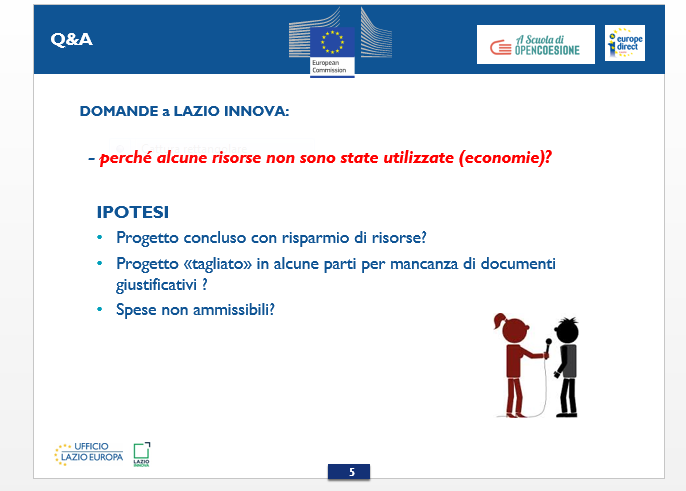 Q&A
European
Commission
A Scuola di
OPENCOESIONE
europe
direct
DOMANDE a LAZIO INNOVA:
- perché alcune risorse non sono state utilizzate (economie)?
IPOTESI
• Progetto concluso con risparmio di risorse?
• Progetto «tagliato» in alcune parti per mancanza di documenti
giustificativi ?
• Spese non ammissibili?
UFFICIO
LAZIO EUROPA
LAZIO
INNOVA
5